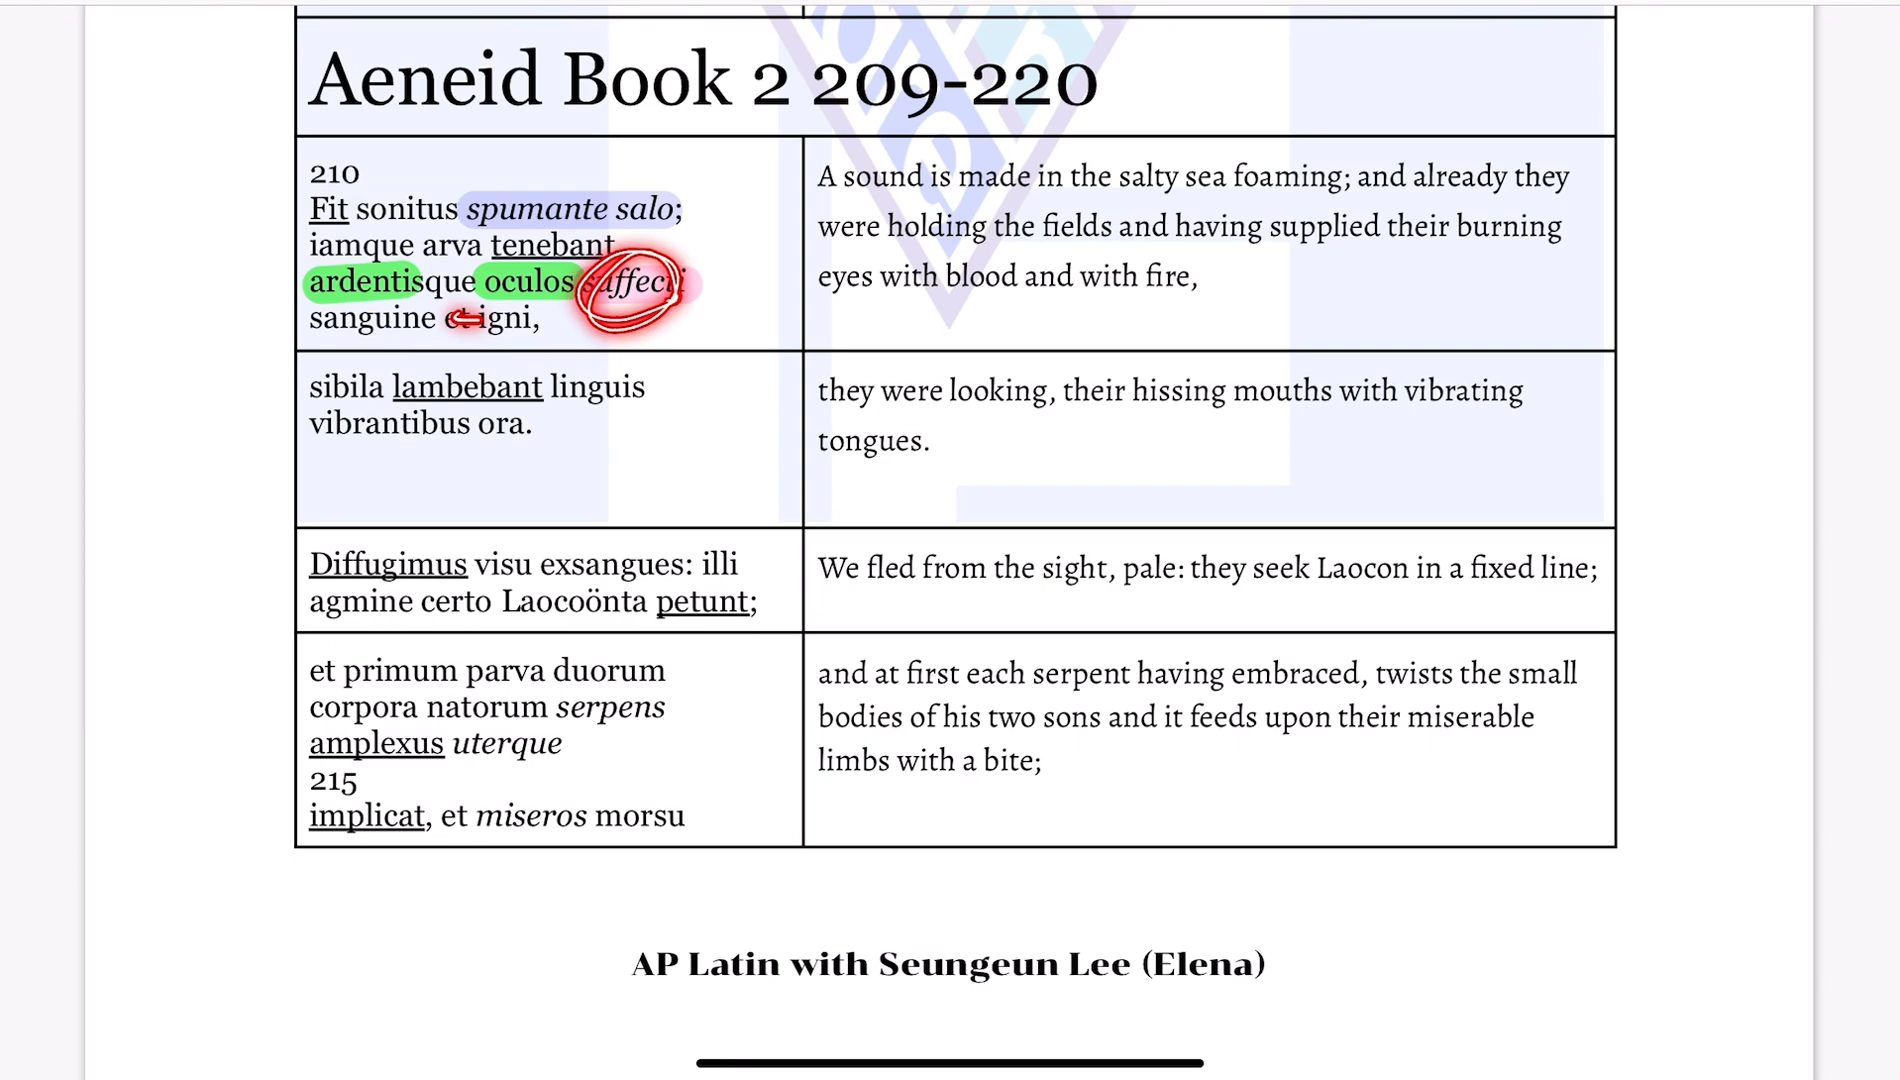 Aeneid Book 2 209-220
210
Fit sonitus spumante salo;
iamque arva tenebant
ardentisque oculos suffecti
sanguine et igni,
A sound is made in the salty sea foaming; and already they
were holding the fields and having supplied their burning
eyes with blood and with fire,
sibila lambebant linguis
vibrantibus ora.
they were looking, their hissing mouths with vibrating
tongues.
Diffugimus visu exsangues: illi
agmine certo Laocoönta petunt;
We fled from the sight, pale: they seek Laocon in a fixed line;
et primum parva duorum
corpora natorum serpens
amplexus uterque
215
implicat, et miseros morsu
and at first each serpent having embraced, twists the small
bodies of his two sons and it feeds upon their miserable
limbs with a bite;
AP Latin with Seungeun Lee (Elena)